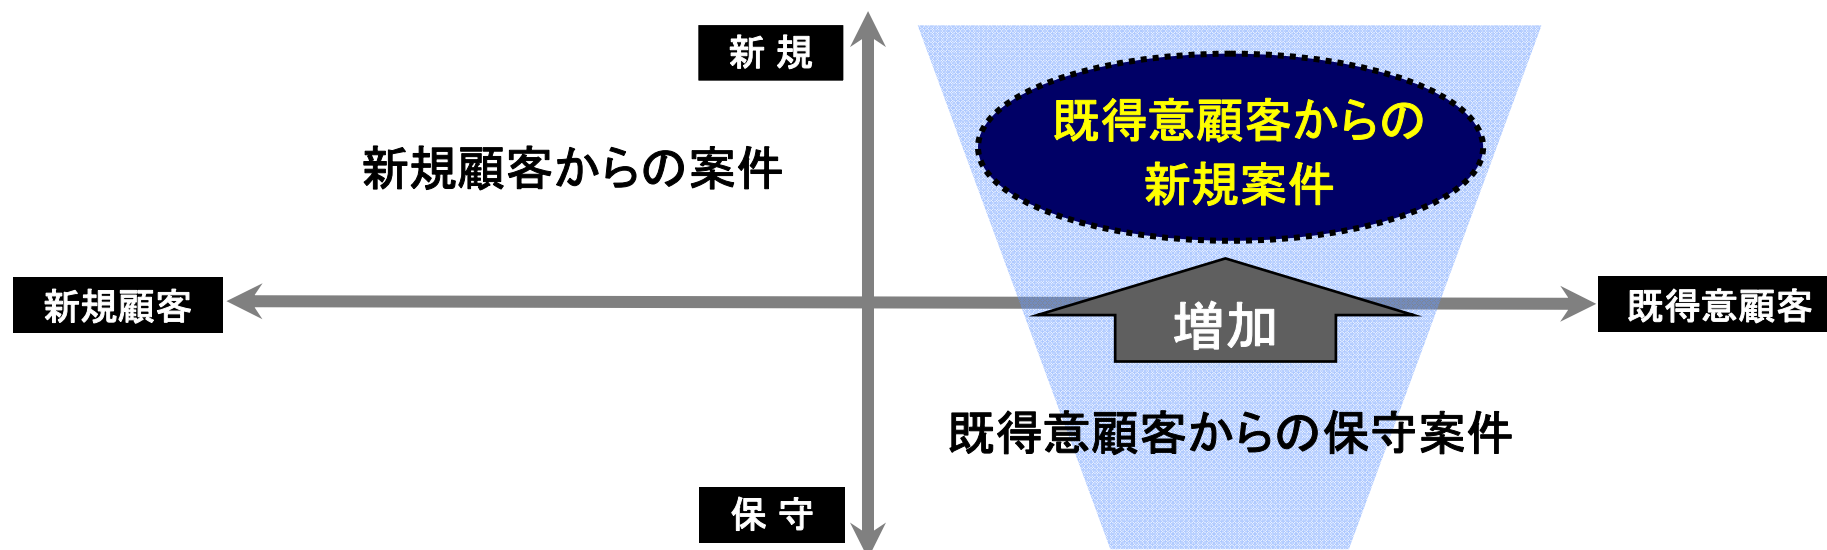 新 規
既得意顧客からの
新規案件
新規顧客からの案件
新規顧客
増加
既得意顧客
既得意顧客からの保守案件
保 守